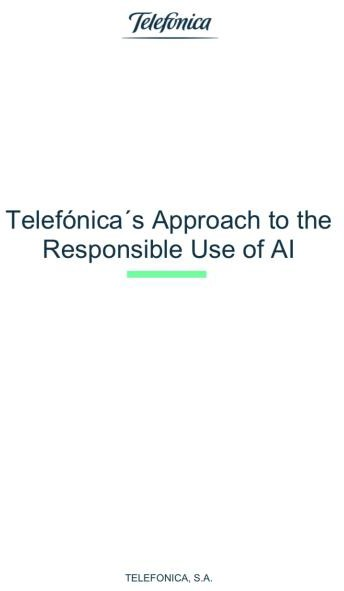 Telefónica
Telefónica´s Approach to the
Responsible Use of AI
TELEFONICA, S.A.